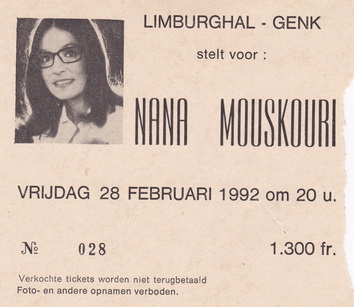 LIMBURGHAL - GENK
stelt voor :
NANA MOUSKOURI
VRIJDAG 28 FEBRUARI 1992 om 20 u.
№ 028 1.300 fr.
Verkochte tickets worden niet terugbetaald
Foto- en andere opnamen verboden.